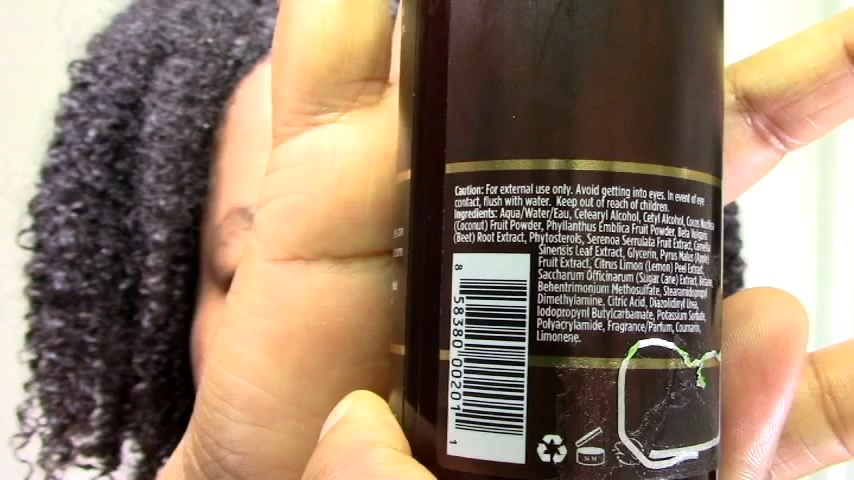 Caution: For external use only. Avoid getting into eyes. In event of eye
contact, flush with water. Keep out of reach of children.
Ingredients: Aqua/Water/Eau, Cetearyl Alcohol, Cetyl Alcohol, Cocos Nucifera
(Coconut) Fruit Powder, Phyllanthus Emblica Fruit Powder, Beta Vulgaris
(Beet) Root Extract, Phytosterols, Serenoa Serrulata Fruit Extract, Camellia
Sinensis Leaf Extract, Glycerin, Pyrus Malus (Apple)
Fruit Extract, Citrus Limon (Lemon) Peel Extract,
Saccharum Officinarum (Sugar Cane) Extract, Betaine,
Behentrimonium Methosulfate, Stearamidopropyl
Dimethylamine, Citric Acid, Diazolidinyl Urea,
Iodopropynl Butylcarbamate, Potassium Sorbate,
Polyacrylamide, Fragrance/Parfum, Coumarin,
Limonene.
8 58380 00201 1